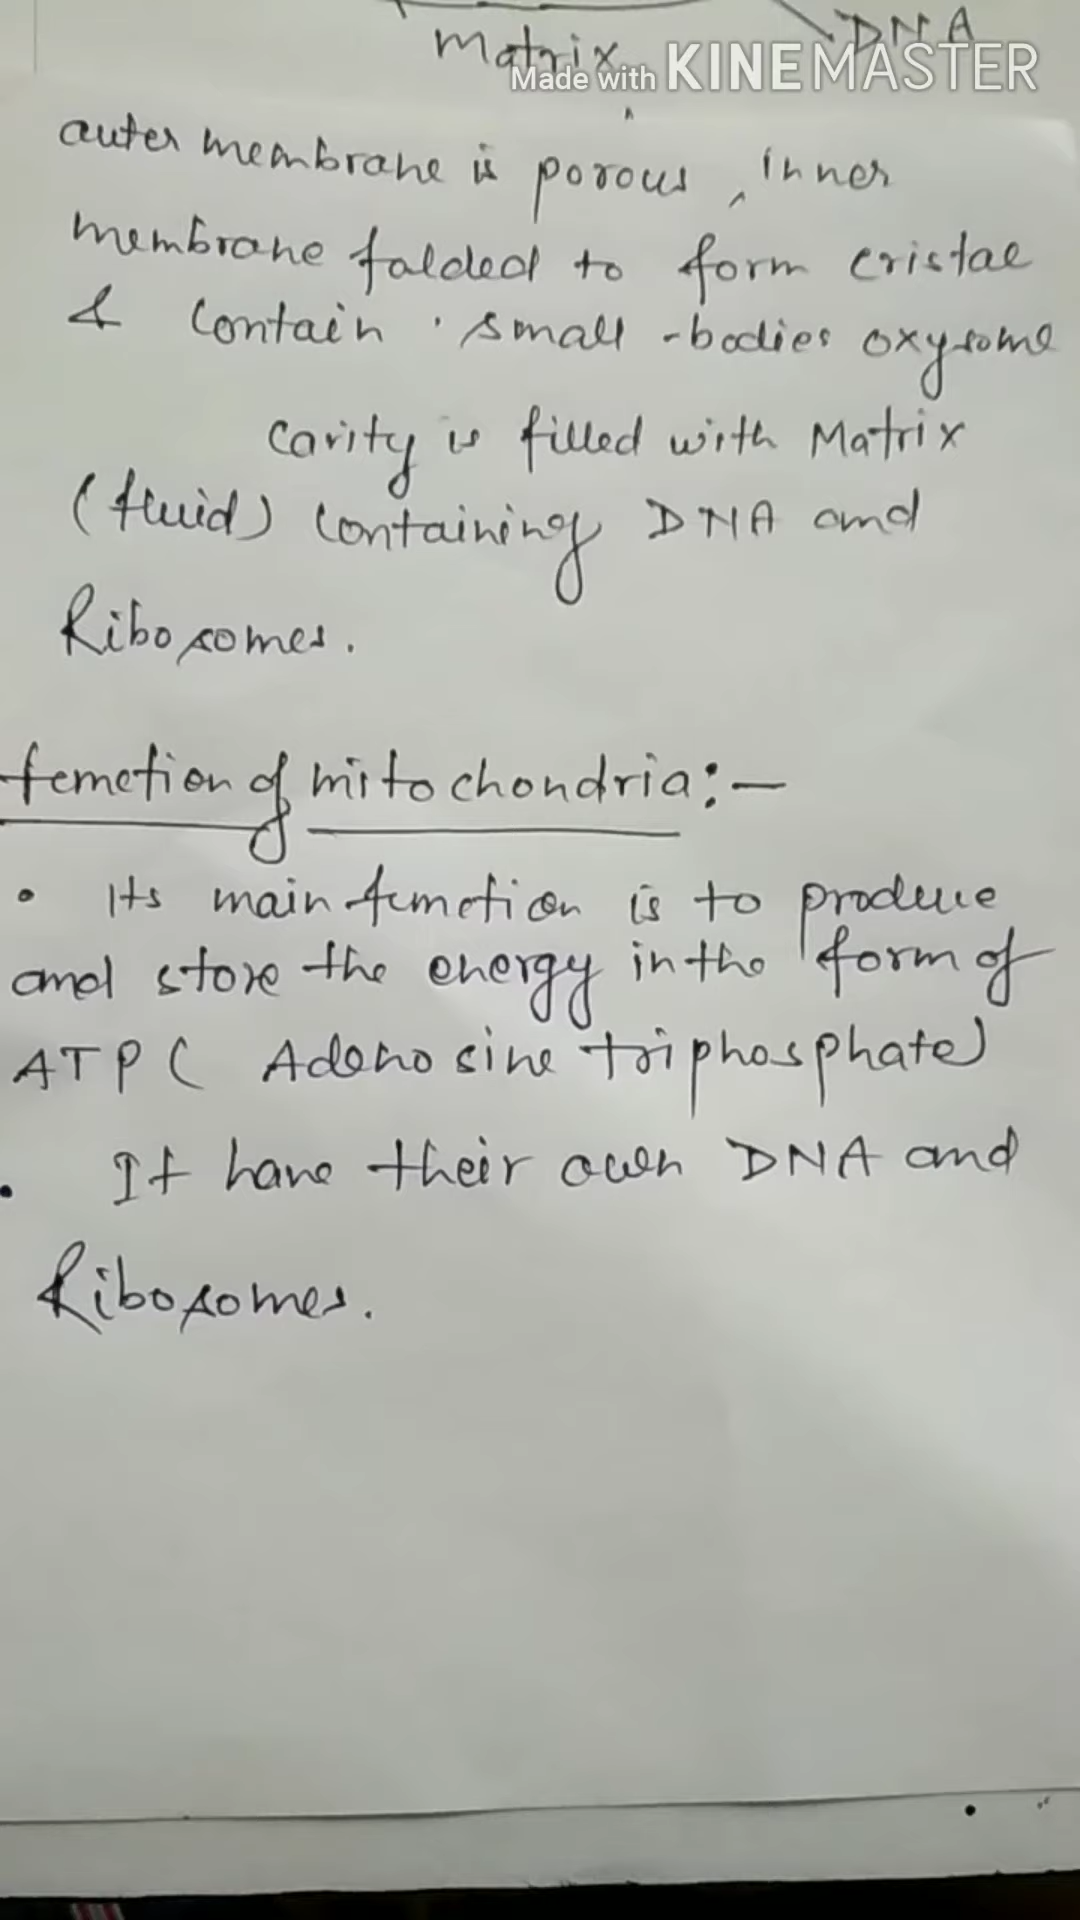 Matrix DNA
Made with KINEMASTER
outer membrane is porous, inner
membrane folded to form cristae
& contain small -bodies oxysome
cavity is filled with Matrix
(fluid) containing DNA and
Ribosomes.
function of mitochondria:-
• Its main function is to produce
and store the energy in the form of
ATP ( Adenosine triphosphate)
• It have their own DNA and
Ribosomes.